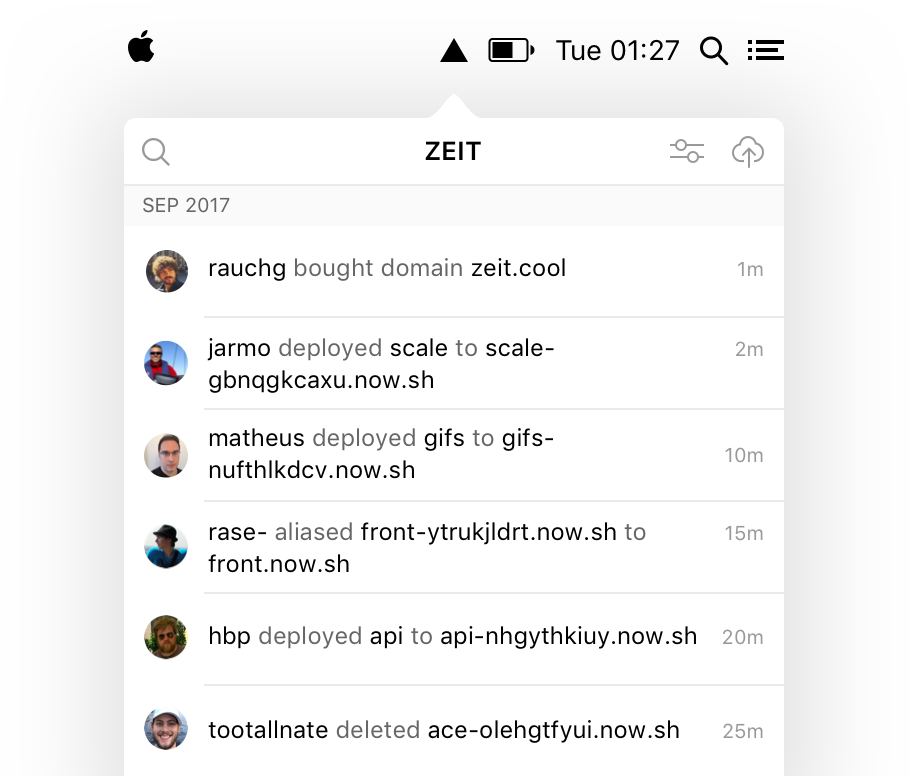 Tue 01:27
ZEIT
SEP 2017
rauchg bought domain zeit.cool 1m
jarmo deployed scale to scale- 2m
gbnqgkcaxu.now.sh
matheus deployed gifs to gifs-
10m
nufthlkdcv.now.sh
rase- aliased front-ytrukjldrt.now.sh to 15m
front.now.sh
hbp deployed api to api-nhgythkiuy.now.sh 20m
tootallnate deleted ace-olehgtfyui.now.sh 25m